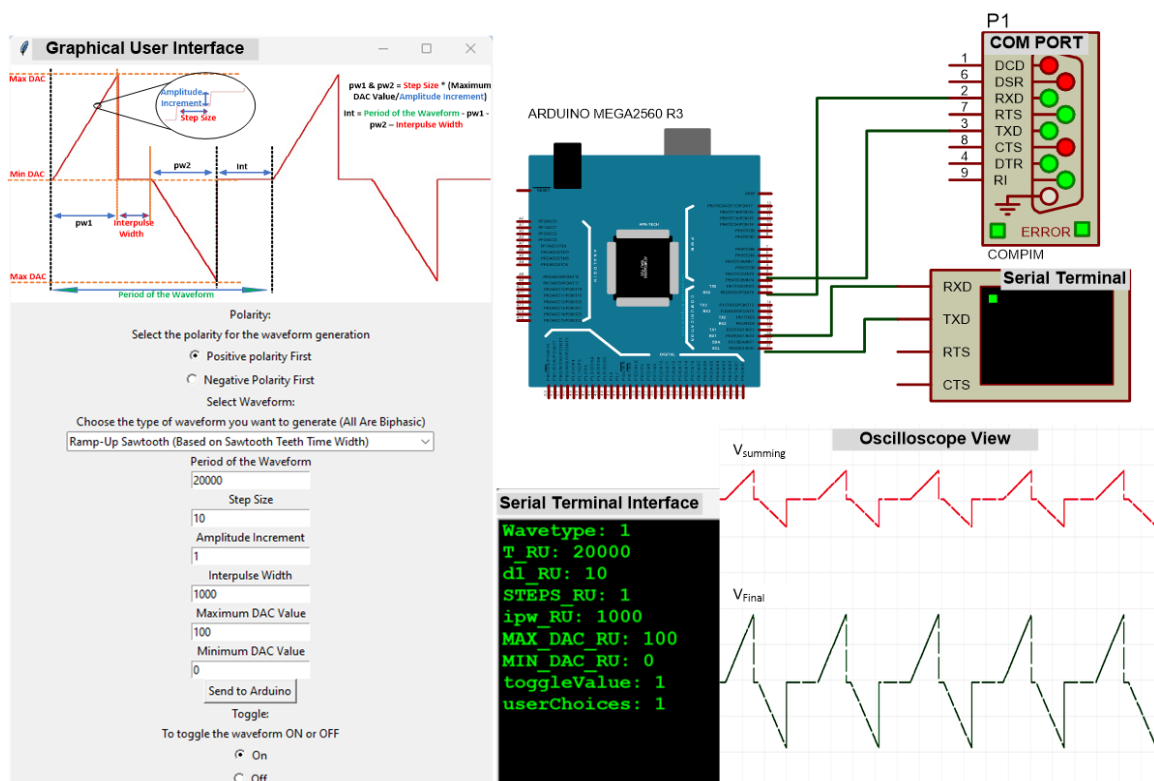 Graphical User Interface
Max DAC
Amplitude
Increment
Step Size
pw1 & pw2 = Step Size * (Maximum
DAC Value/Amplitude Increment)
Int = Period of the Waveform - pw1 -
pw2 – Interpulse Width
Min DAC
pw2
Int
pw1
Interpulse
Width
Max DAC
Period of the Waveform
Polarity:
Select the polarity for the waveform generation
Positive polarity First
Negative Polarity First
Select Waveform:
Choose the type of waveform you want to generate (All Are Biphasic)
Ramp-Up Sawtooth (Based on Sawtooth Teeth Time Width)
Period of the Waveform
20000
Step Size
10
Amplitude Increment
1
Interpulse Width
1000
Maximum DAC Value
100
Minimum DAC Value
0
Send to Arduino
Toggle:
To toggle the waveform ON or OFF
On
Off
ARDUINO MEGA2560 R3
P1
COM PORT
1 DCD
6 DSR
2 RXD
7 RTS
3 TXD
8 CTS
4 DTR
9 RI
ERROR
COMPIM
Serial Terminal
RXD
TXD
RTS
CTS
Serial Terminal Interface
Wavetype: 1
T_RU: 20000
dl_RU: 10
STEPS_RU: 1
ipw_RU: 1000
MAX_DAC_RU: 100
MIN_DAC_RU: 0
toggleValue: 1
userChoices: 1
Oscilloscope View
Vsumming
VFinal